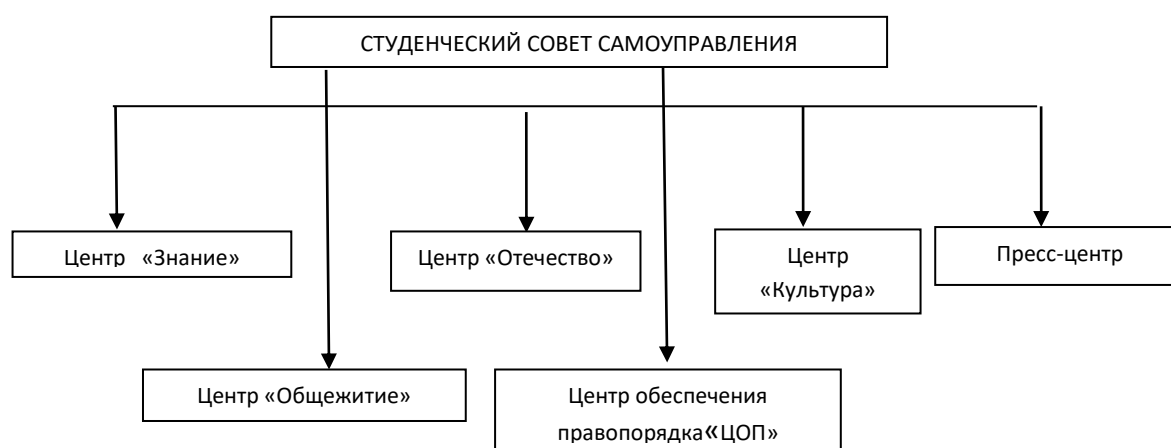 СТУДЕНЧЕСКИЙ СОВЕТ САМОУПРАВЛЕНИЯ
Центр «Знание»
Центр «Отечество»
Центр
«Культура»
Пресс-центр
Центр «Общежитие»
Центр обеспечения
правопорядка«ЦОП»